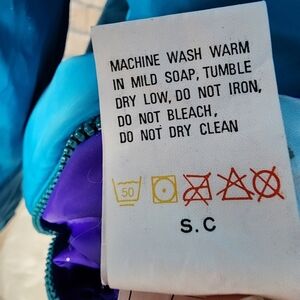 MACHINE WASH WARM
IN MILD SOAP, TUMBLE
DRY LOW, DO NOT IRON,
DO NOT BLEACH,
DO NOT DRY CLEAN
50
S.C